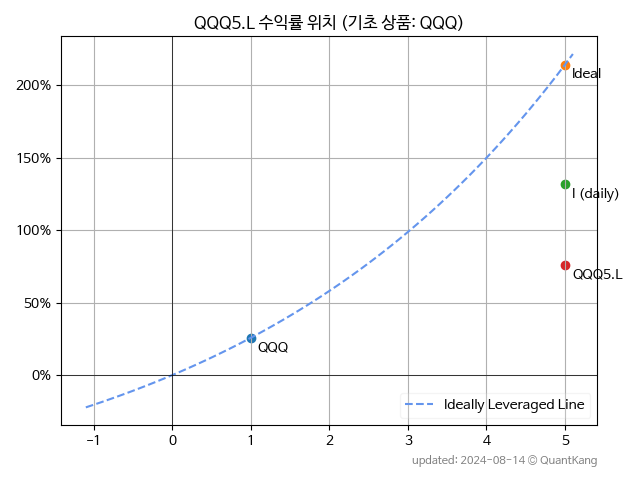 QQQ5.L 수익률 위치 (기초 상품: QQQ)
200%
150%
100%
50%
0%
Ideal
I (daily)
QQQ5.L
QQQ
Ideally Leveraged Line
-1 0 1 2 3 4 5
updated: 2024-08-14 © QuantKang